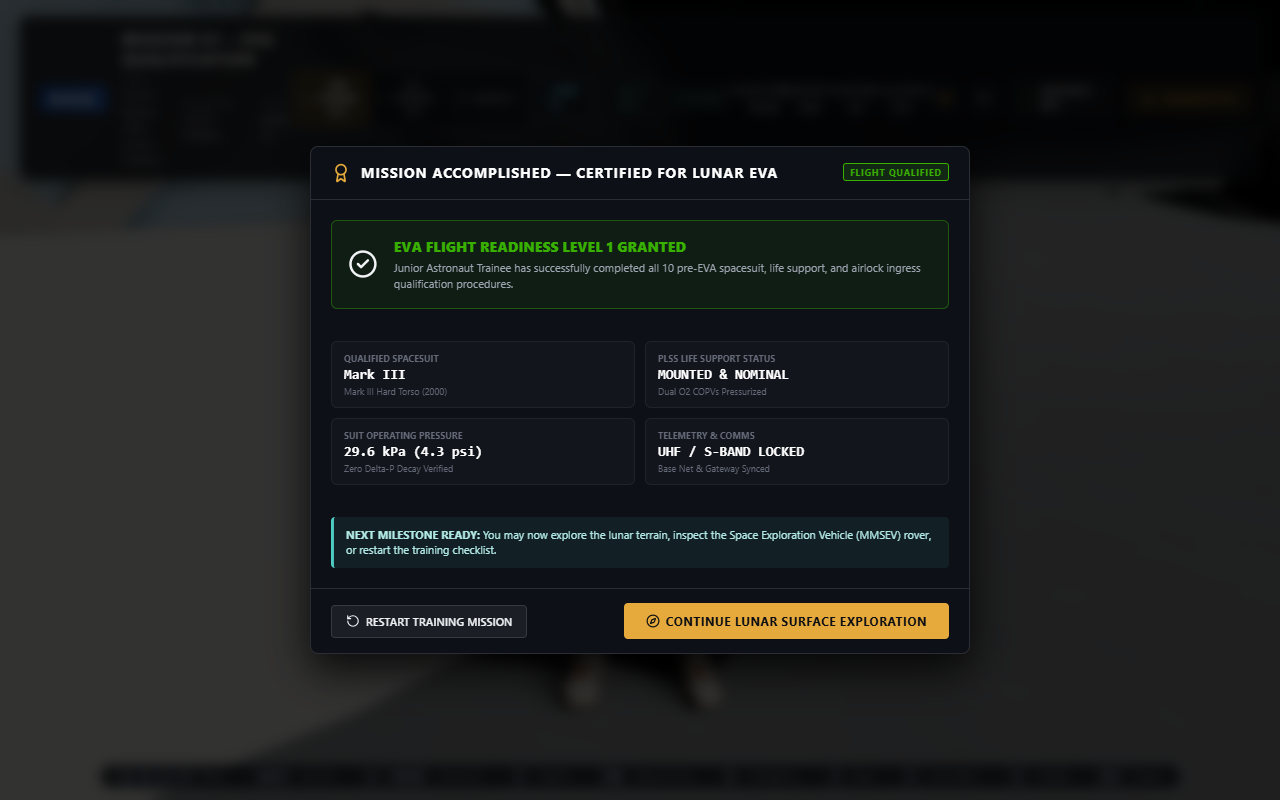 MISSION ACCOMPLISHED — CERTIFIED FOR LUNAR EVA
FLIGHT QUALIFIED
EVA FLIGHT READINESS LEVEL 1 GRANTED
Junior Astronaut Trainee has successfully completed all 10 pre-EVA spacesuit, life support, and airlock ingress
qualification procedures.
QUALIFIED SPACESUIT
Mark III
Mark III Hard Torso (2000)
PLSS LIFE SUPPORT STATUS
MOUNTED & NOMINAL
Dual O2 COPVs Pressurized
SUIT OPERATING PRESSURE
29.6 kPa (4.3 psi)
Zero Delta-P Decay Verified
TELEMETRY & COMMS
UHF / S-BAND LOCKED
Base Net & Gateway Synced
NEXT MILESTONE READY: You may now explore the lunar terrain, inspect the Space Exploration Vehicle (MMSEV) rover,
or restart the training checklist.
RESTART TRAINING MISSION
CONTINUE LUNAR SURFACE EXPLORATION